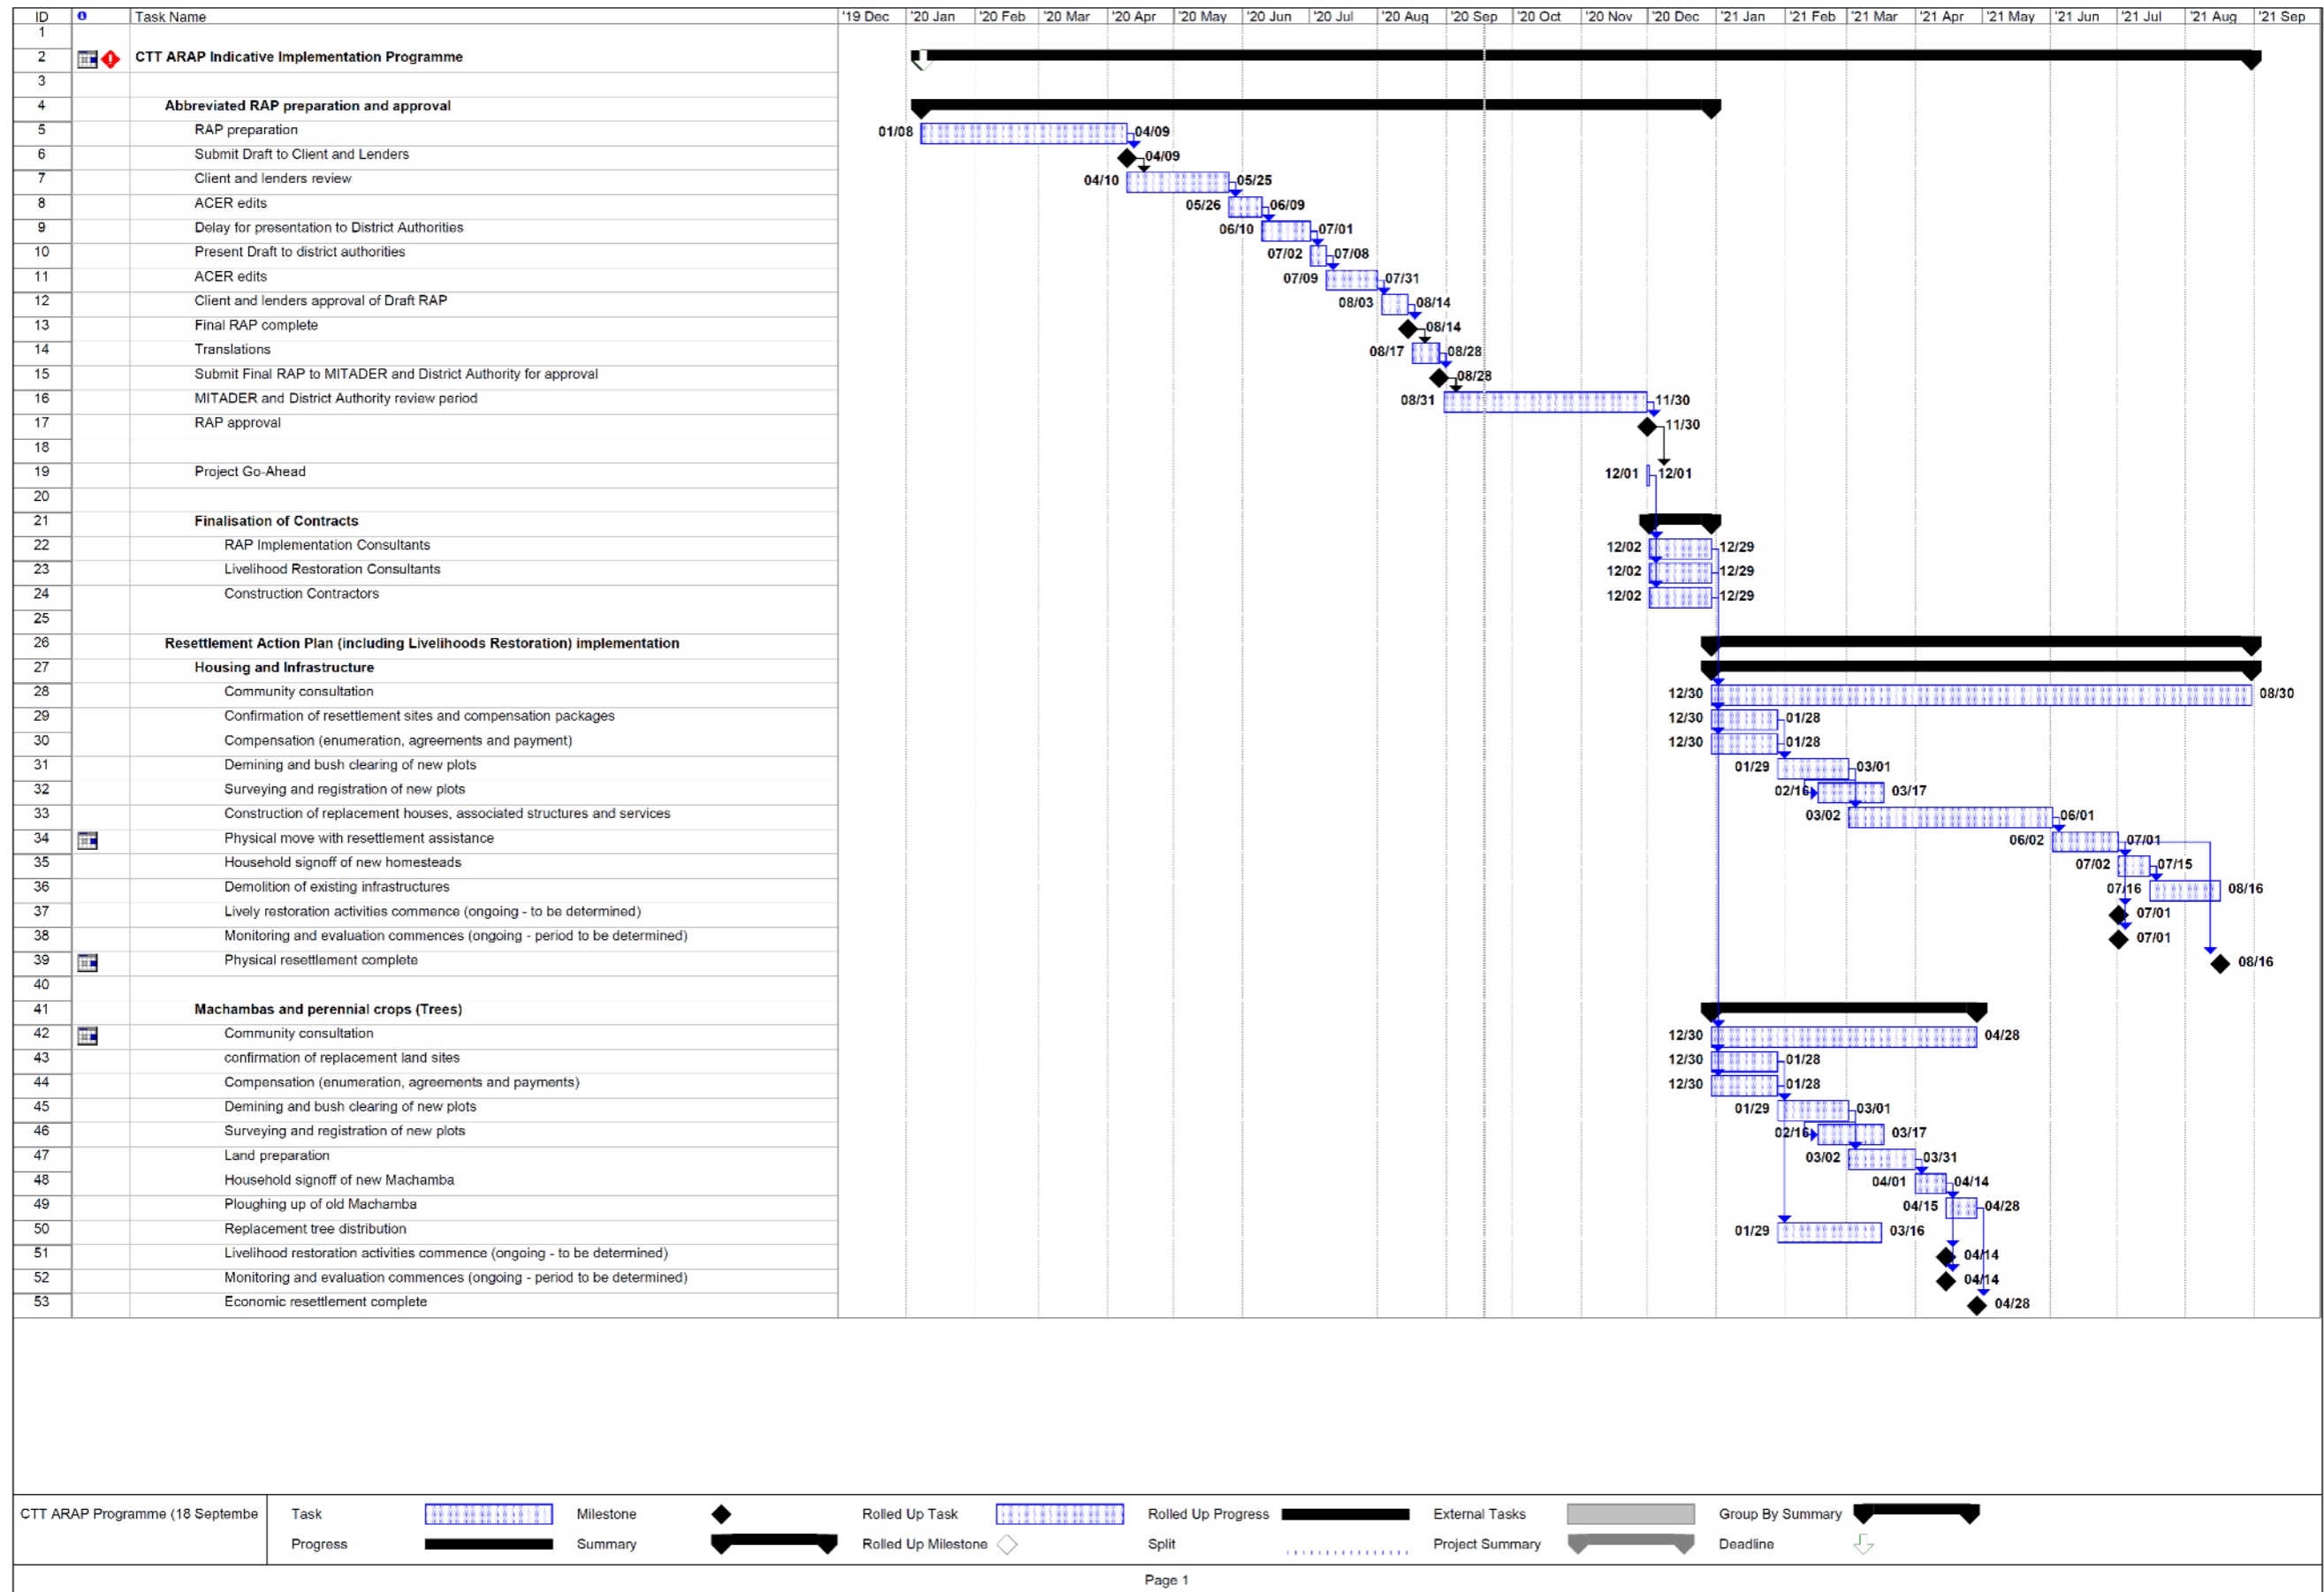 ID Task Name '19 Dec '20 Jan '20 Feb '20 Mar '20 Apr '20 May '20 Jun '20 Jul '20 Aug '20 Sep '20 Oct '20 Nov '20 Dec '21 Jan '21 Feb '21 Mar '21 Apr '21 May '21 Jun '21 Jul '21 Aug '21 Sep
1
2 CTT ARAP Indicative Implementation Programme
3
4 Abbreviated RAP preparation and approval
5 RAP preparation 01/08 04/09
6 Submit Draft to Client and Lenders 04/09
7 Client and lenders review 04/10 05/25
8 ACER edits 05/26 06/09
9 Delay for presentation to District Authorities 06/10 07/01
10 Present Draft to district authorities 07/02 07/08
11 ACER edits 07/09 07/31
12 Client and lenders approval of Draft RAP 08/03 08/14
13 Final RAP complete 08/14
14 Translations 08/17 08/28
15 Submit Final RAP to MITADER and District Authority for approval 08/28
16 MITADER and District Authority review period 08/31 11/30
17 RAP approval 11/30
18
19 Project Go-Ahead 12/01 12/01
20
21 Finalisation of Contracts
22 RAP Implementation Consultants 12/02 12/29
23 Livelihood Restoration Consultants 12/02 12/29
24 Construction Contractors 12/02 12/29
25
26 Resettlement Action Plan (including Livelihoods Restoration) implementation
27 Housing and Infrastructure
28 Community consultation 12/30 08/30
29 Confirmation of resettlement sites and compensation packages 12/30 01/28
30 Compensation (enumeration, agreements and payment) 12/30 01/28
31 Demining and bush clearing of new plots 01/29 03/01
32 Surveying and registration of new plots 02/16 03/17
33 Construction of replacement houses, associated structures and services 03/02 06/01
34 Physical move with resettlement assistance 06/02 07/01
35 Household signoff of new homesteads 07/02 07/15
36 Demolition of existing infrastructures 07/16 08/16
37 Lively restoration activities commence (ongoing - to be determined) 07/01
38 Monitoring and evaluation commences (ongoing - period to be determined) 07/01
39 Physical resettlement complete 08/16
40
41 Machambas and perennial crops (Trees)
42 Community consultation 12/30 04/28
43 confirmation of replacement land sites 12/30 01/28
44 Compensation (enumeration, agreements and payments) 12/30 01/28
45 Demining and bush clearing of new plots 01/29 03/01
46 Surveying and registration of new plots 02/16 03/17
47 Land preparation 03/02 03/31
48 Household signoff of new Machamba 04/01 04/14
49 Ploughing up of old Machamba 04/15 04/28
50 Replacement tree distribution 01/29 03/16
51 Livelihood restoration activities commence (ongoing - to be determined) 04/14
52 Monitoring and evaluation commences (ongoing - period to be determined) 04/14
53 Economic resettlement complete 04/28
CTT ARAP Programme (18 Septembe Task Milestone Rolled Up Task Rolled Up Progress External Tasks Group By Summary
Progress Summary Rolled Up Milestone Split Project Summary Deadline
Page 1